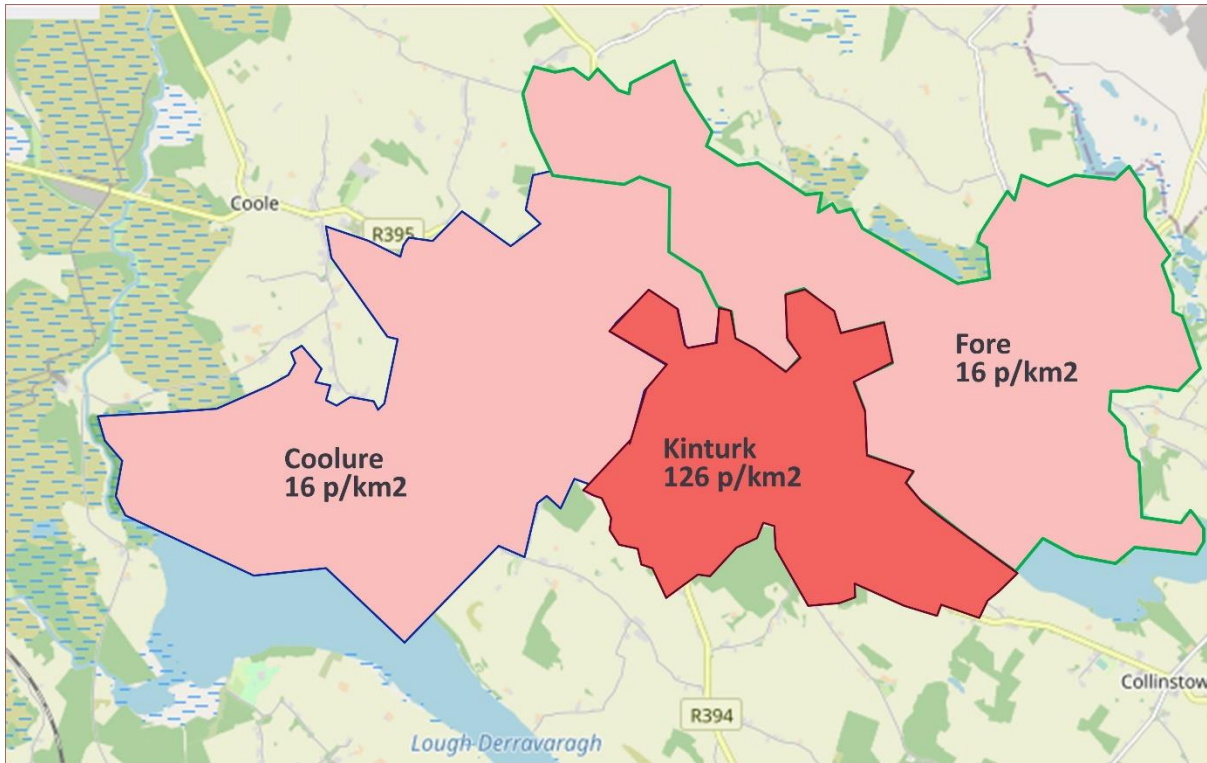 Coole
R395
Fore
16 p/km2
Coolure
16 p/km2
Kinturk
126 p/km2
Collinstow
R394
Lough Derravaragh